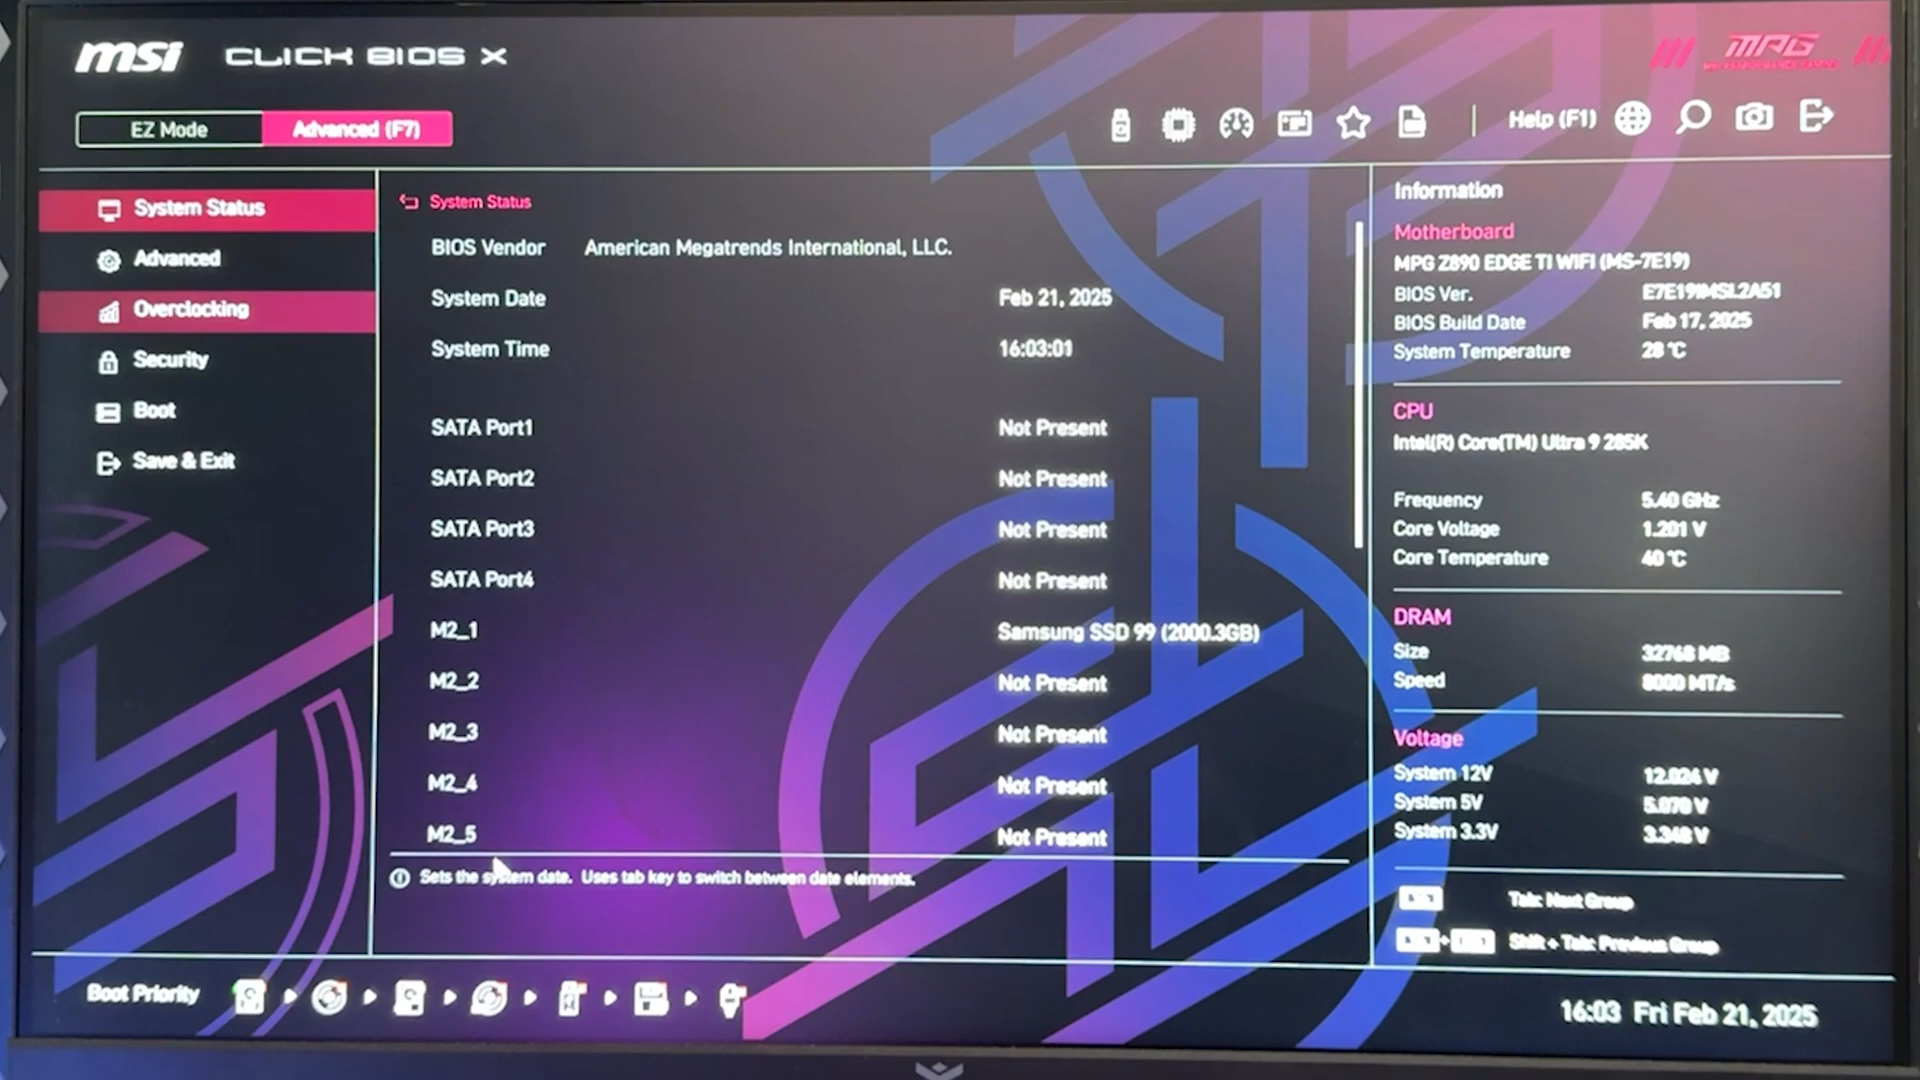 msi CLICK BIOS X
MPG
EZ Mode
Advanced (F7)
Help (F1)
System Status
Advanced
Overclocking
Security
Boot
Save & Exit
System Status
BIOS Vendor American Megatrends International, LLC.
System Date Feb 21, 2025
System Time 16:03:01
SATA Port1 Not Present
SATA Port2 Not Present
SATA Port3 Not Present
SATA Port4 Not Present
M2_1 Samsung SSD 99 (2000.3GB)
M2_2 Not Present
M2_3 Not Present
M2_4 Not Present
M2_5 Not Present
Sets the system date. Uses tab key to switch between date elements.
Information
Motherboard
MPG Z890 EDGE TI WIFI (MS-7E19)
BIOS Ver. E7E19IMSI.2A51
BIOS Build Date Feb 17, 2025
System Temperature 28 °C
CPU
Intel(R) Core(TM) Ultra 9 285K
Frequency 5.40 GHz
Core Voltage 1.201 V
Core Temperature 40 °C
DRAM
Size 32768 MB
Speed 8000 MT/s
Voltage
System 12V 12.024 V
System 5V 5.070 V
System 3.3V 3.348 V
Tab: Next Group
Shift + Tab: Previous Group
Boot Priority
16:03 Fri Feb 21, 2025